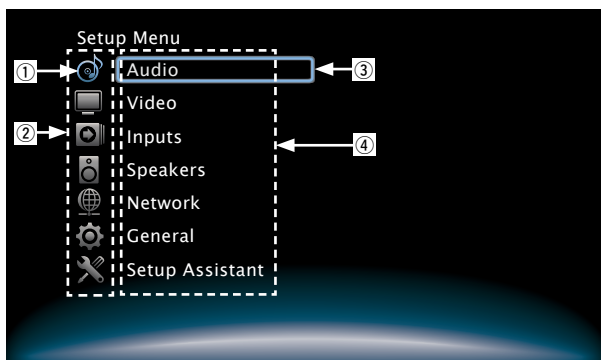 Setup Menu
① Audio ③
Video
② Inputs ④
Speakers
Network
General
Setup Assistant